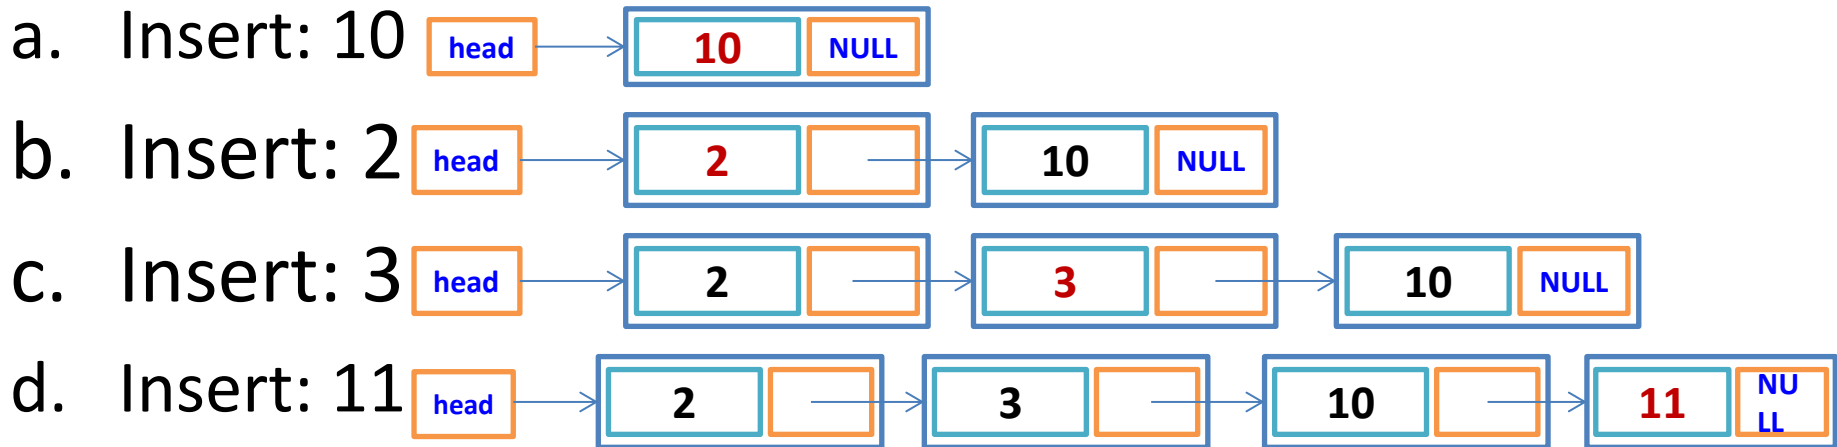 a. Insert: 10 head 10 NULL
b. Insert: 2 head 2 10 NULL
c. Insert: 3 head 2 3 10 NULL
d. Insert: 11 head 2 3 10 11 NU
LL